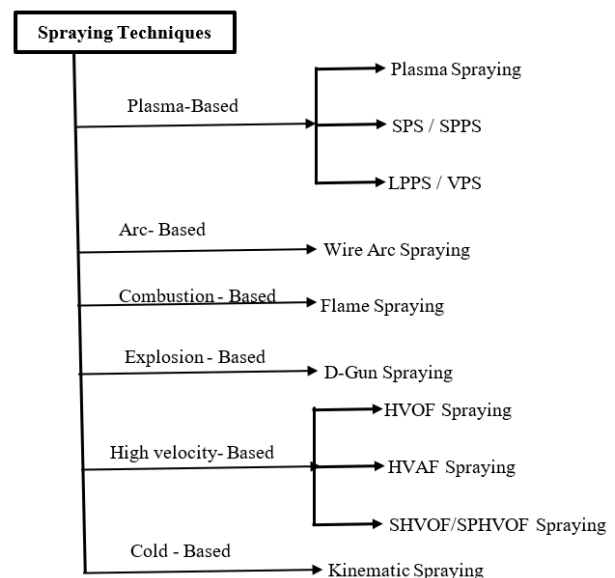 Spraying Techniques
Plasma-Based
Plasma Spraying
SPS / SPPS
LPPS / VPS
Arc- Based
Wire Arc Spraying
Combustion - Based
Flame Spraying
Explosion - Based
D-Gun Spraying
High velocity- Based
HVOF Spraying
HVAF Spraying
SHVOF/SPHVOF Spraying
Cold - Based
Kinematic Spraying